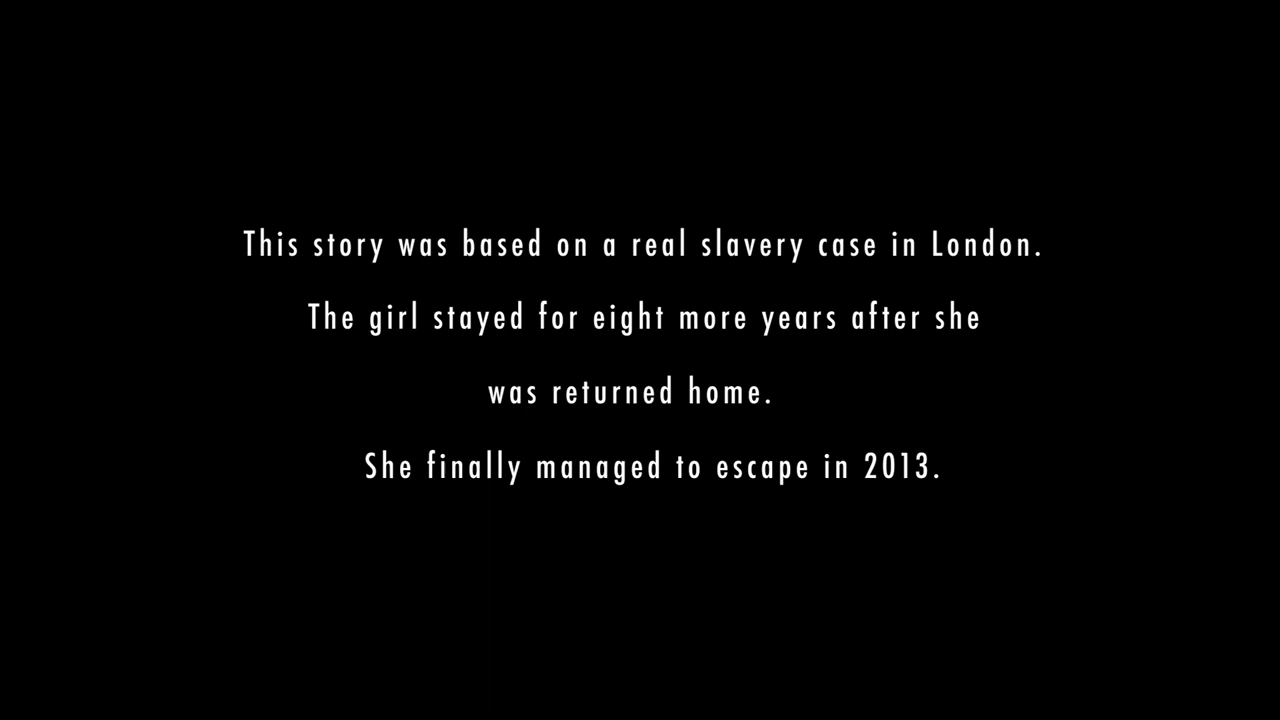 This story was based on a real slavery case in London.
The girl stayed for eight more years after she
was returned home.
She finally managed to escape in 2013.